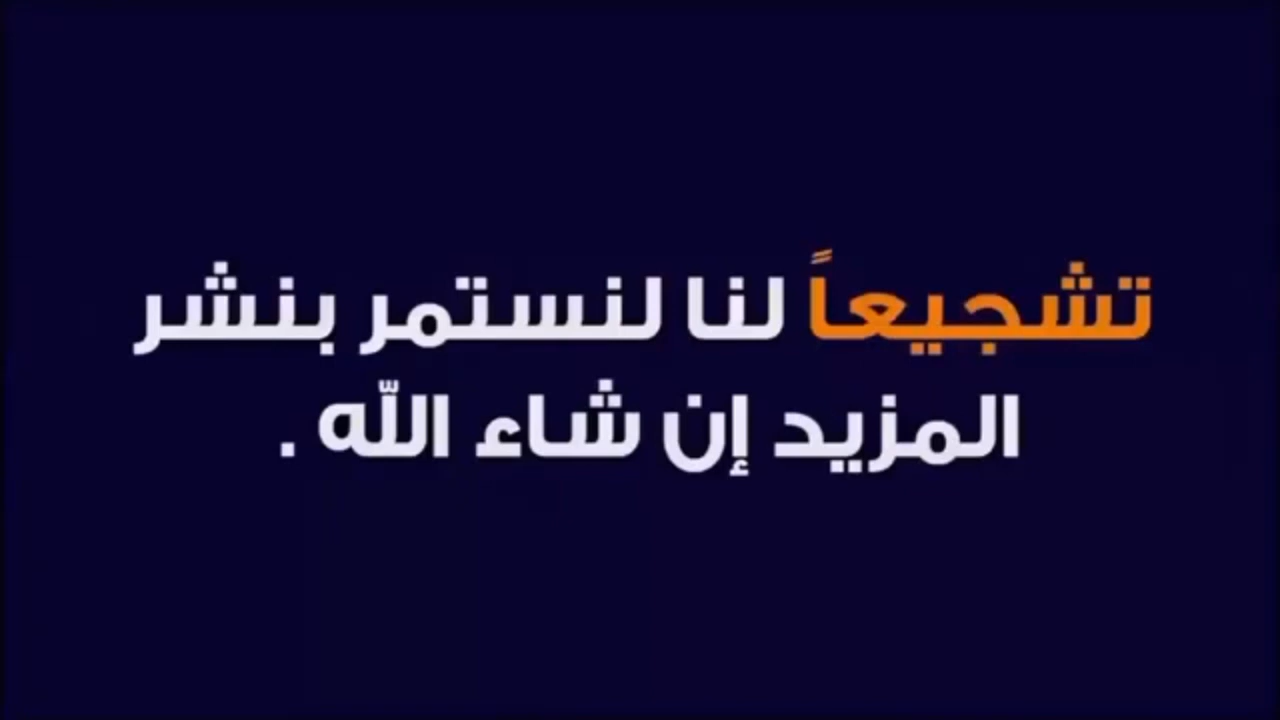 تشجيعاً لنا لنستمر بنشر
المزيد إن شاء اللّه .